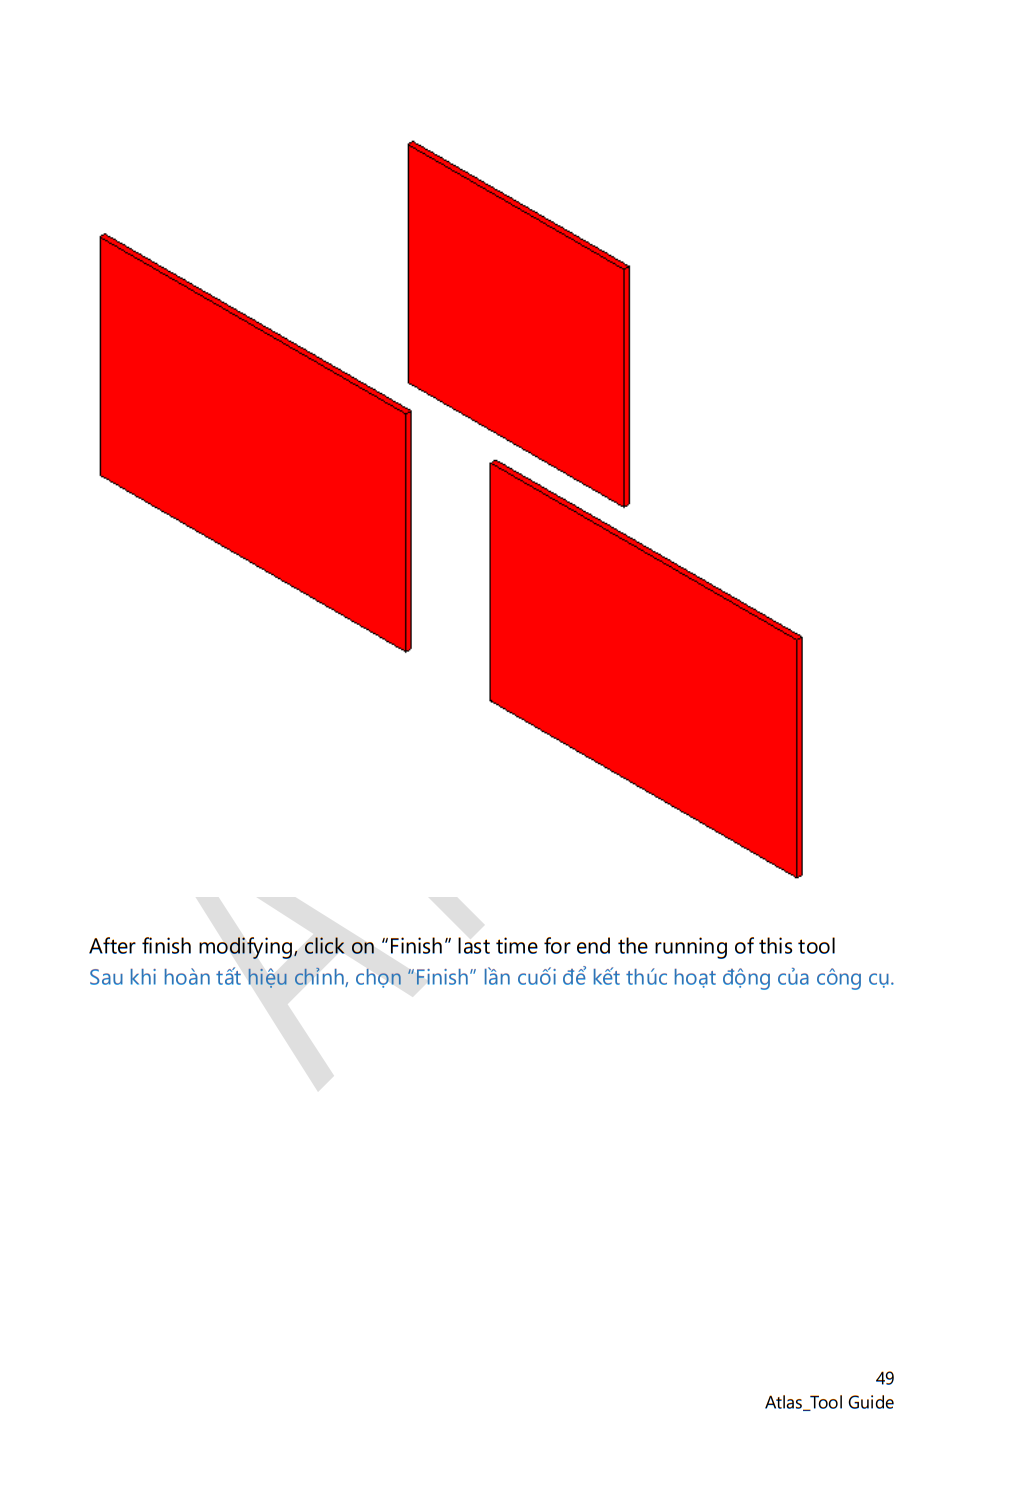 After finish modifying, click on “Finish” last time for end the running of this tool
Sau khi hoàn tất hiệu chỉnh, chọn “Finish” lần cuối để kết thúc hoạt động của công cụ.
49
Atlas_Tool Guide